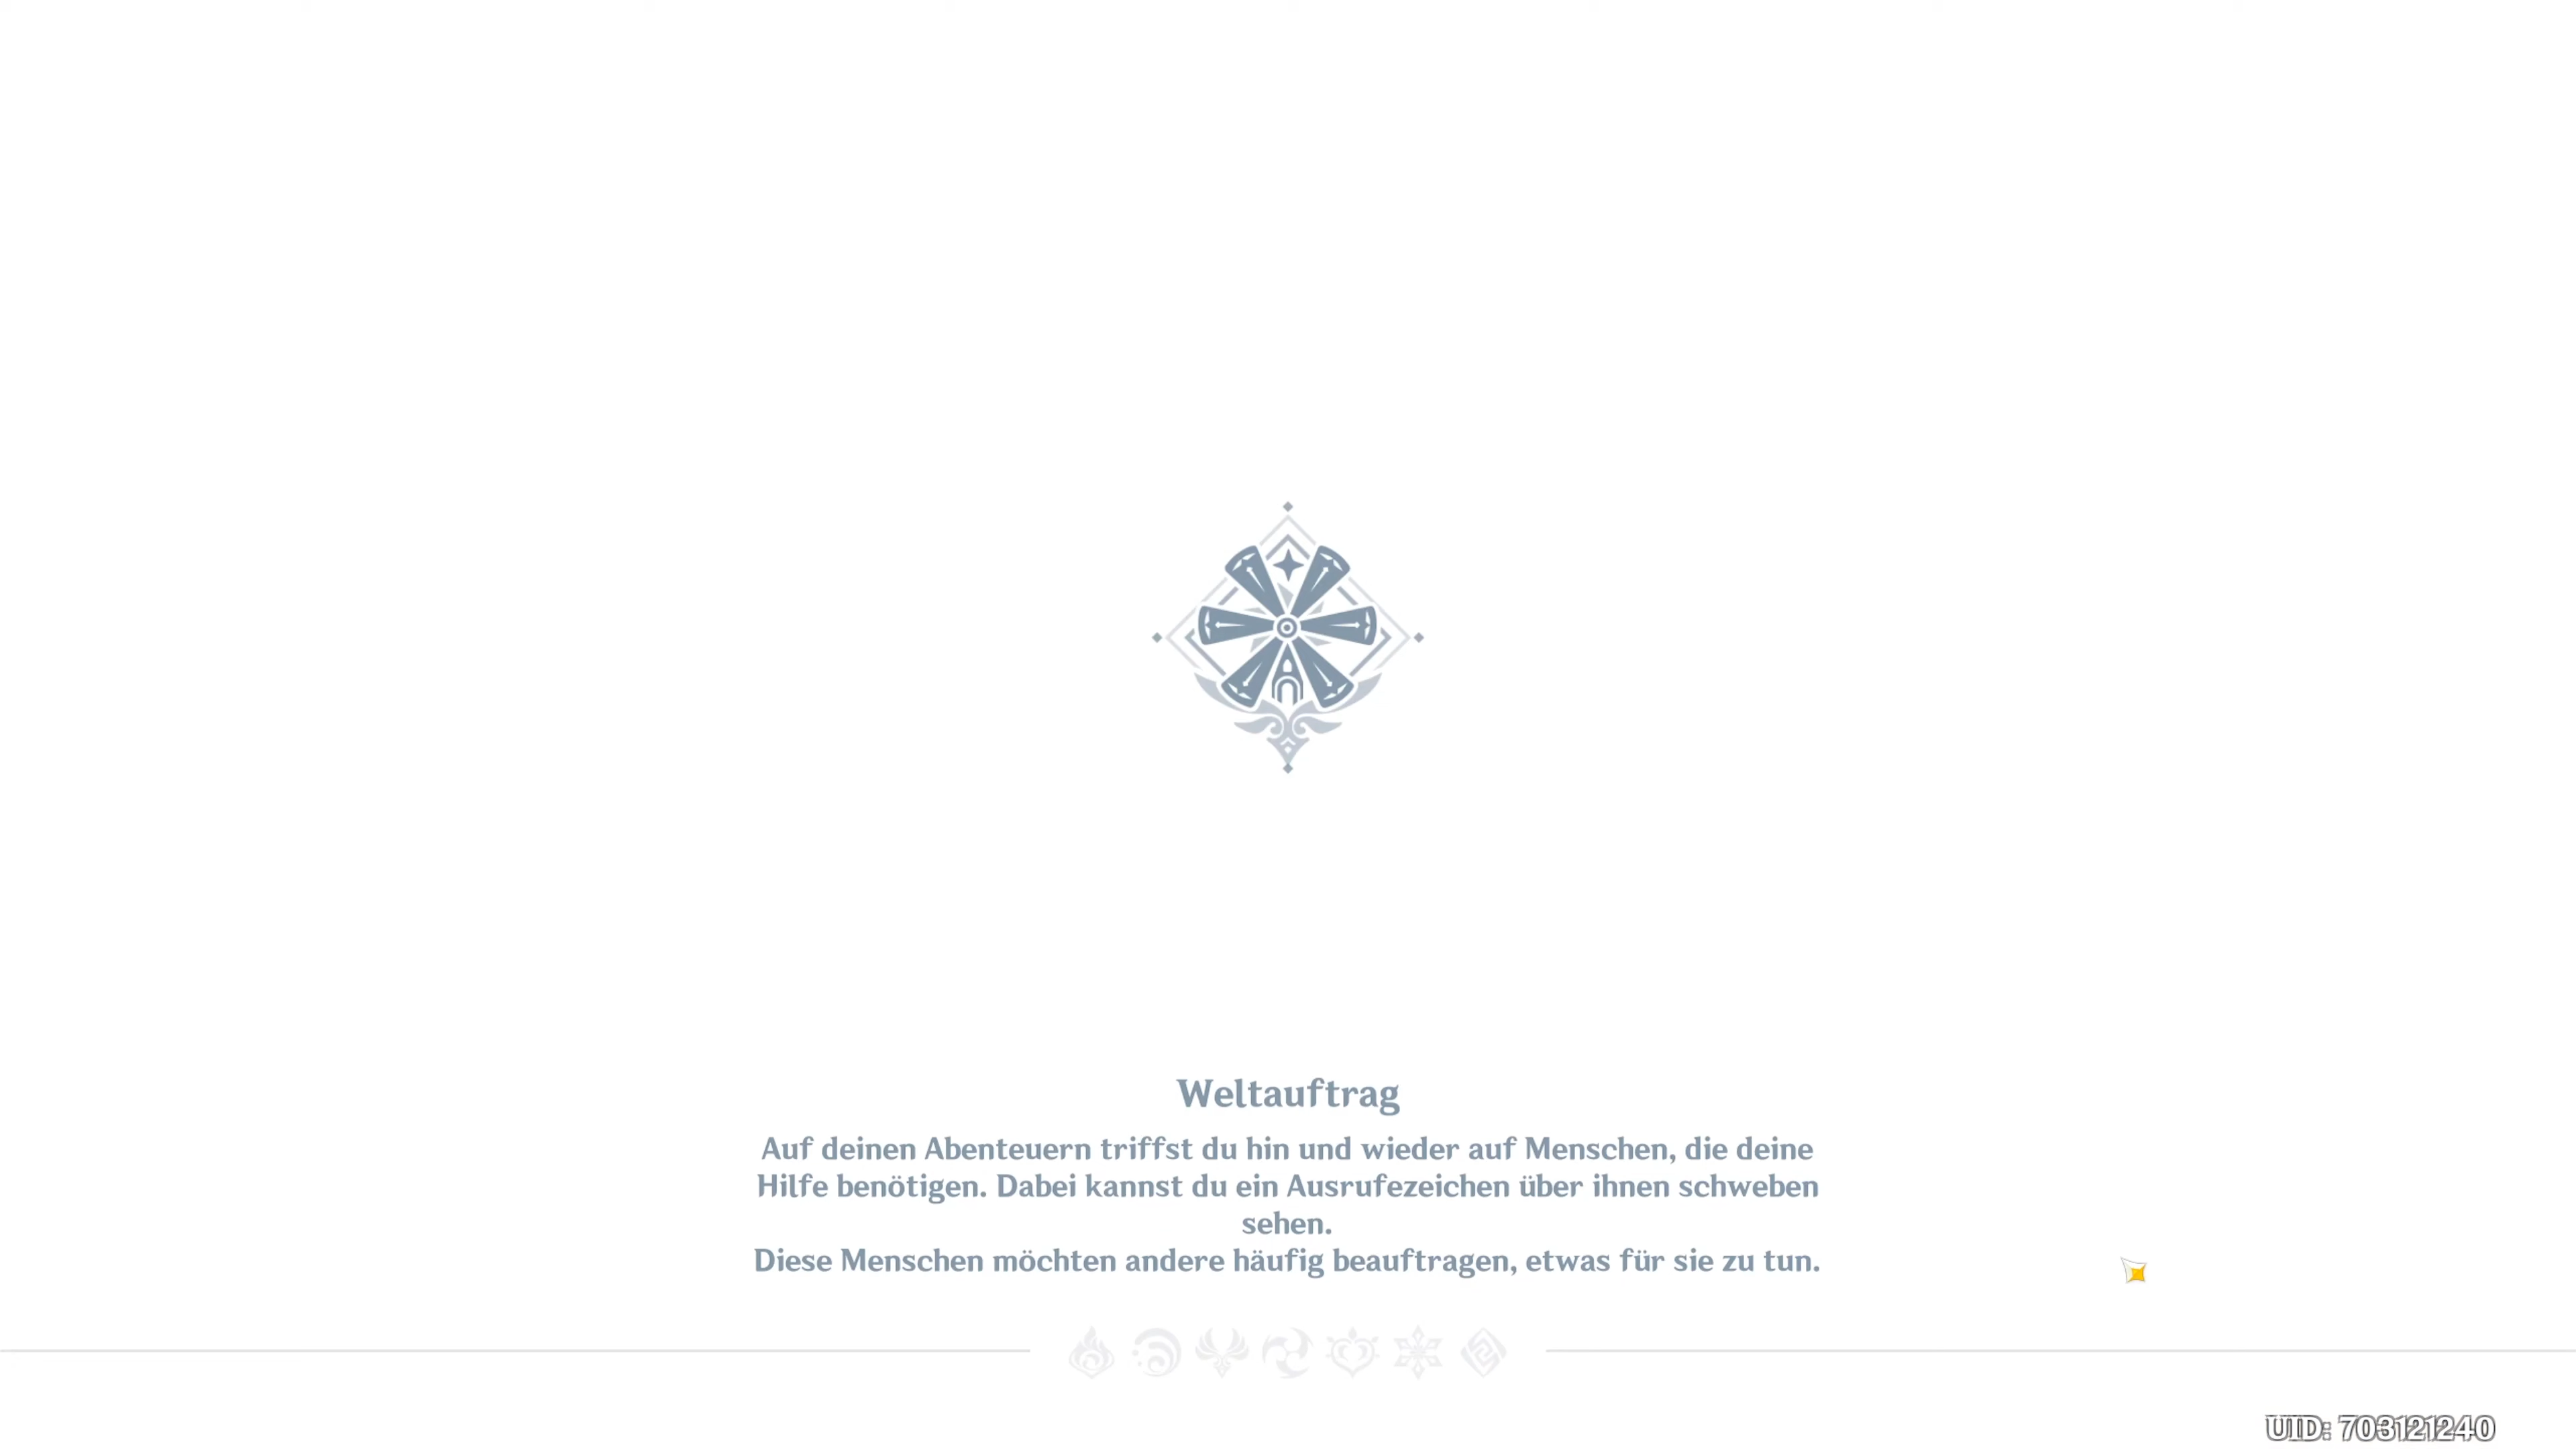 Weltauftrag
Auf deinen Abenteuern triffst du hin und wieder auf Menschen, die deine
Hilfe benötigen. Dabei kannst du ein Ausrufezeichen über ihnen schweben
sehen.
Diese Menschen möchten andere häufig beauftragen, etwas für sie zu tun.
UID: 703121240